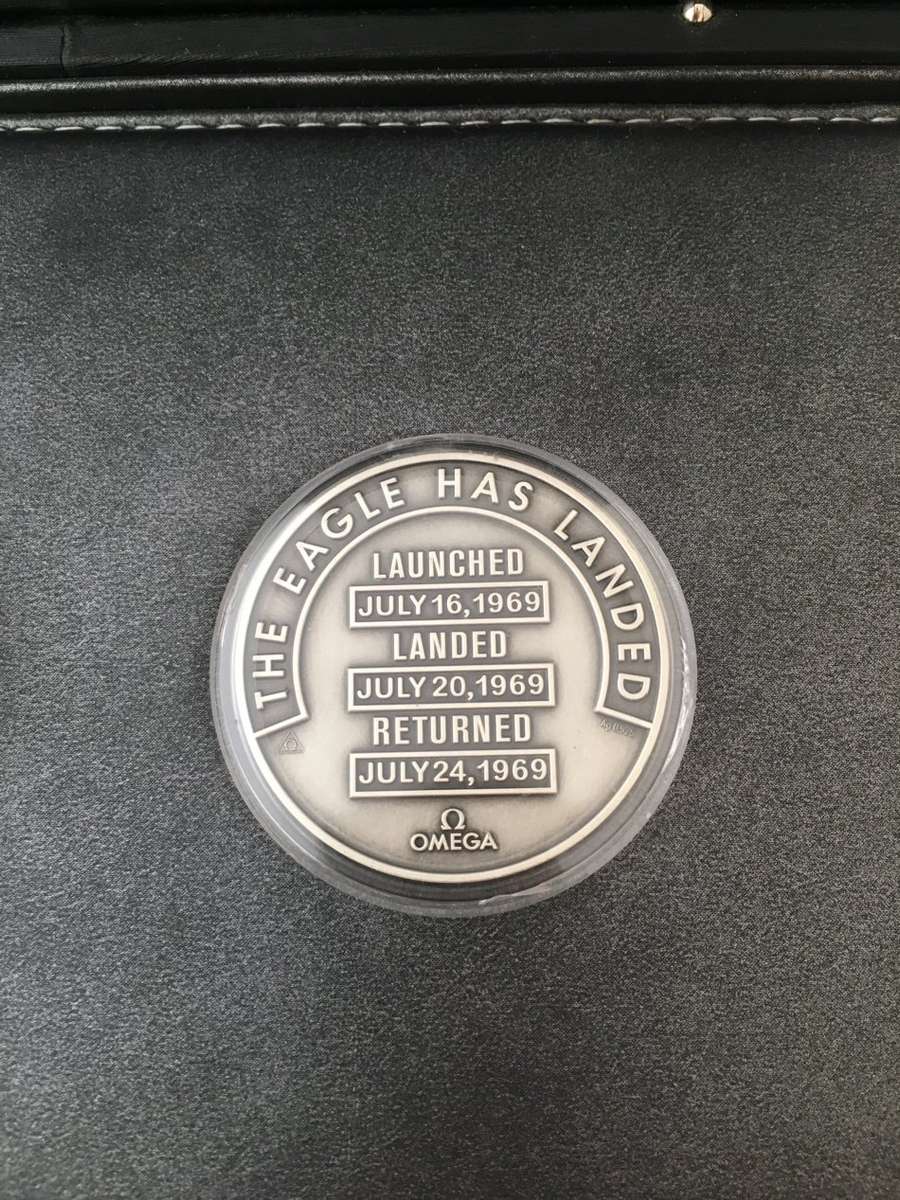 THE EAGLE HAS LANDED
LAUNCHED
JULY 16, 1969
LANDED
JULY 20, 1969
RETURNED
JULY 24, 1969
Ω
OMEGA